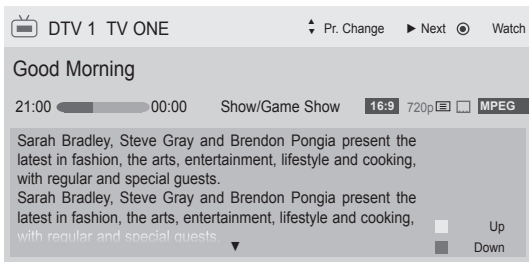 DTV 1 TV ONE Pr. Change Next Watch
Good Morning
21:00 00:00 Show/Game Show 16:9 720p MPEG
Sarah Bradley, Steve Gray and Brendon Pongia present the
latest in fashion, the arts, entertainment, lifestyle and cooking,
with regular and special guests.
Sarah Bradley, Steve Gray and Brendon Pongia present the
latest in fashion, the arts, entertainment, lifestyle and cooking,
with regular and special guests.
Up
Down